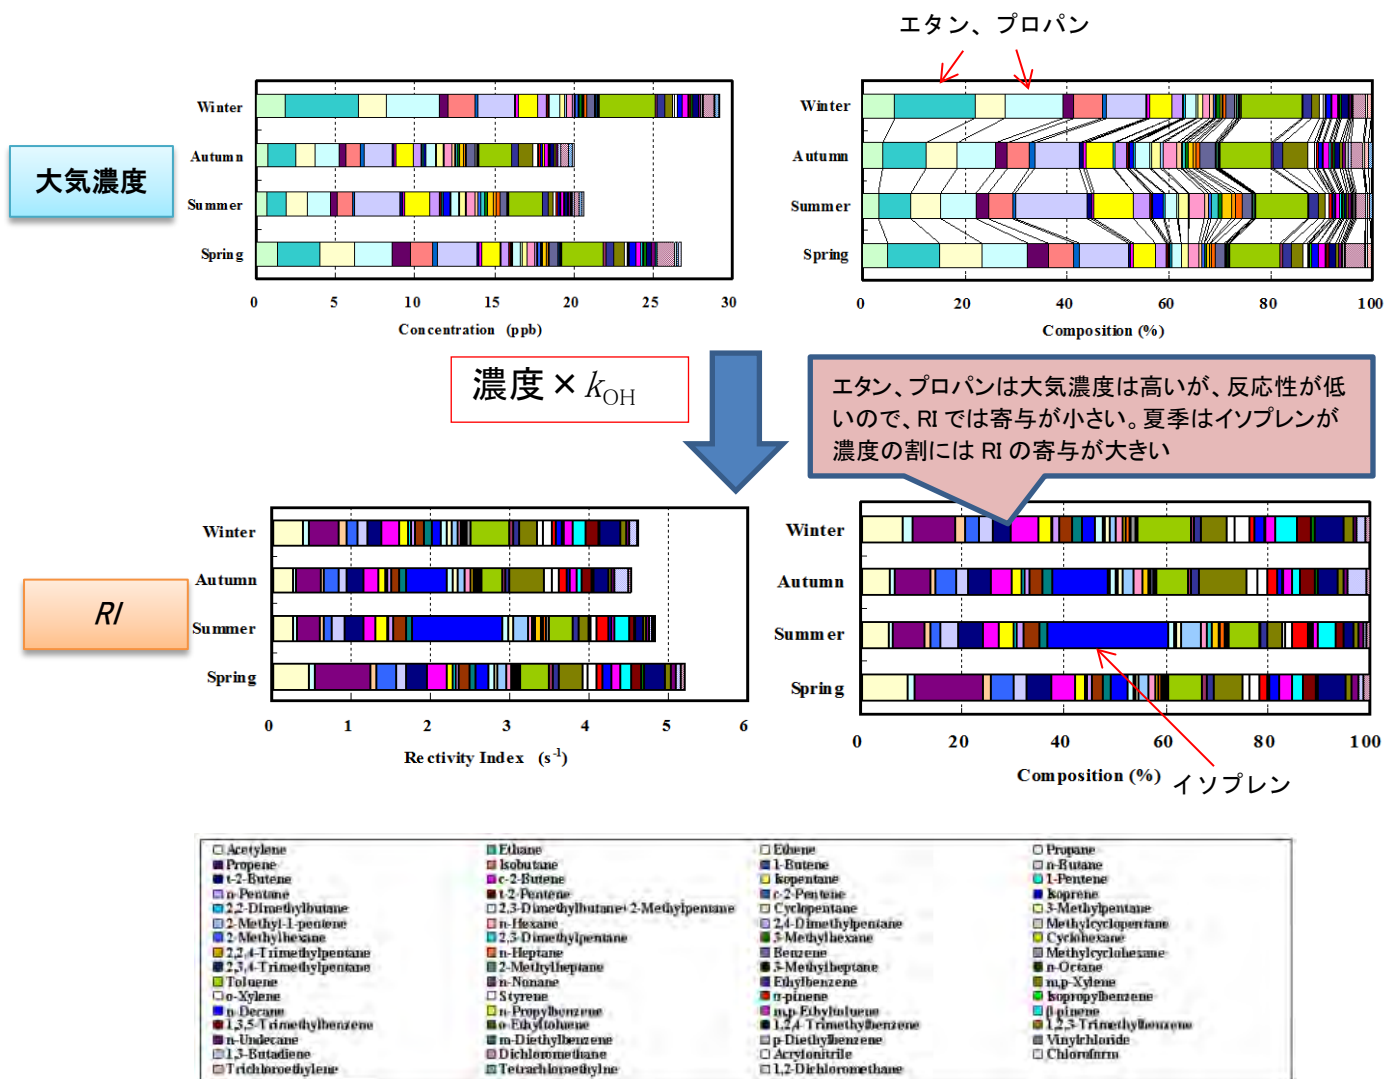 エタン、プロパン
大気濃度
Winter
Autumn
Summer
Spring
0 5 10 15 20 25 30
Concentration (ppb)
Winter
Autumn
Summer
Spring
0 20 40 60 80 100
Composition (%)
濃度×kOH
エタン、プロパンは大気濃度は高いが、反応性が低
いので、RIでは寄与が小さい。夏季はイソプレンが
濃度の割にはRIの寄与が大きい
RI
Winter
Autumn
Summer
Spring
0 1 2 3 4 5 6
Rectivity Index (s-1)
Winter
Autumn
Summer
Spring
0 20 40 60 80 100
Composition (%)
イソプレン
Acetylene Ethane Ethene Propane
Propene Isobutane 1-Butene n-Butane
t-2-Butene c-2-Butene Isopentane 1-Pentene
n-Pentane t-2-Pentene c-2-Pentene Isoprene
2,2-Dimethylbutane 2,3-Dimethylbutane+2-Methylpentane Cyclopentane 3-Methylpentane
2-Methyl-1-pentene n-Hexane 2,4-Dimethylpentane Methylcyclopentane
2-Methylhexane 2,3-Dimethylpentane 3-Methylhexane Cyclohexane
2,2,4-Trimethylpentane n-Heptane Benzene Methylcyclohexane
2,3,4-Trimethylpentane 2-Methylheptane 3-Methylheptane n-Octane
Toluene n-Nonane Ethylbenzene m,p-Xylene
o-Xylene Styrene α-pinene Isopropylbenzene
n-Decane n-Propylbenzene m,p-Ethyltoluene β-pinene
1,3,5-Trimethylbenzene o-Ethyltoluene 1,2,4-Trimethylbenzene 1,2,3-Trimethylbenzene
n-Undecane m-Diethylbenzene p-Diethylbenzene Vinylchloride
1,3-Butadiene Dichloromethane Acrylonitrile Chloroform
Trichloroethylene Tetrachloroethylne 1,2-Dichloromethane